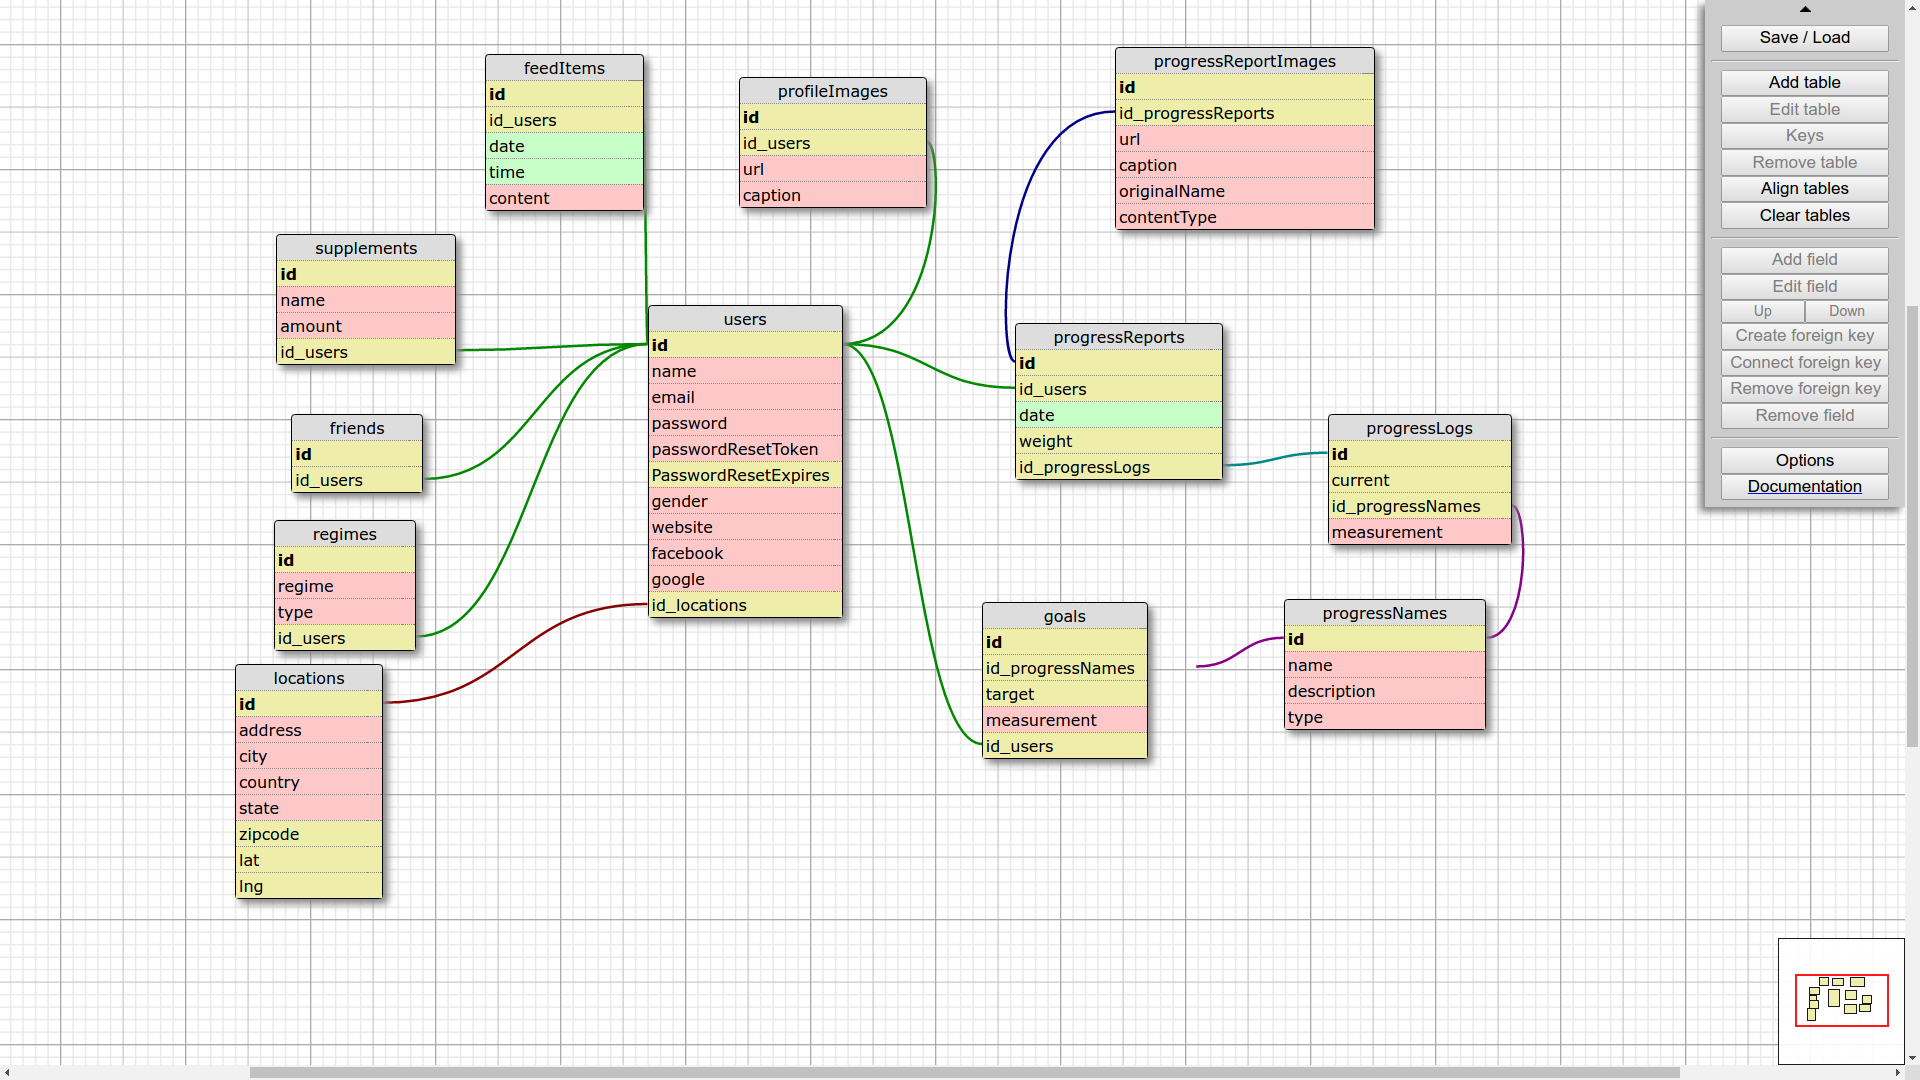 feedItems
id
id_users
date
time
content
profileImages
id
id_users
url
caption
progressReportImages
id
id_progressReports
url
caption
originalName
contentType
supplements
id
name
amount
id_users
users
id
name
email
password
passwordResetToken
PasswordResetExpires
gender
website
facebook
google
id_locations
progressReports
id
id_users
date
weight
id_progressLogs
friends
id
id_users
progressLogs
id
current
id_progressNames
measurement
regimes
id
regime
type
id_users
goals
id
id_progressNames
target
measurement
id_users
progressNames
id
name
description
type
locations
id
address
city
country
state
zipcode
lat
lng
Save / Load
Add table
Edit table
Keys
Remove table
Align tables
Clear tables
Add field
Edit field
Up Down
Create foreign key
Connect foreign key
Remove foreign key
Remove field
Options
Documentation